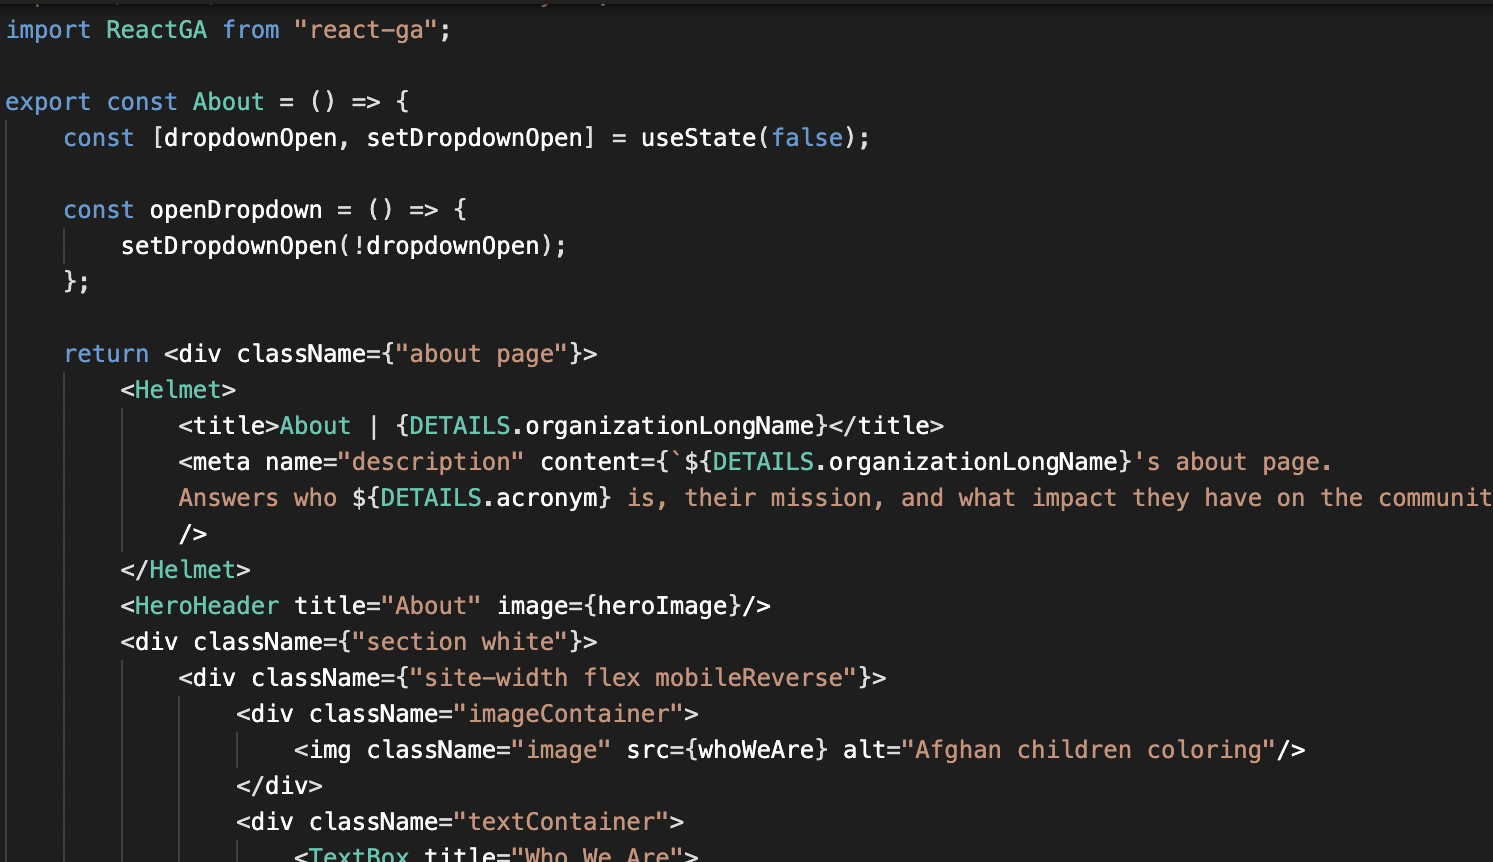 import ReactGA from "react-ga";
export const About = () => {
const [dropdownOpen, setDropdownOpen] = useState(false);
const openDropdown = () => {
setDropdownOpen(!dropdownOpen);
};
return <div className={"about page"}>
<Helmet>
<title>About | {DETAILS.organizationLongName}</title>
<meta name="description" content={`${DETAILS.organizationLongName}'s about page.
Answers who ${DETAILS.acronym} is, their mission, and what impact they have on the communit
/>
</Helmet>
<HeroHeader title="About" image={heroImage}/>
<div className={"section white"}>
<div className={"site-width flex mobileReverse"}>
<div className="imageContainer">
<img className="image" src={whoWeAre} alt="Afghan children coloring"/>
</div>
<div className="textContainer">
<TextBox title="Who We Are">